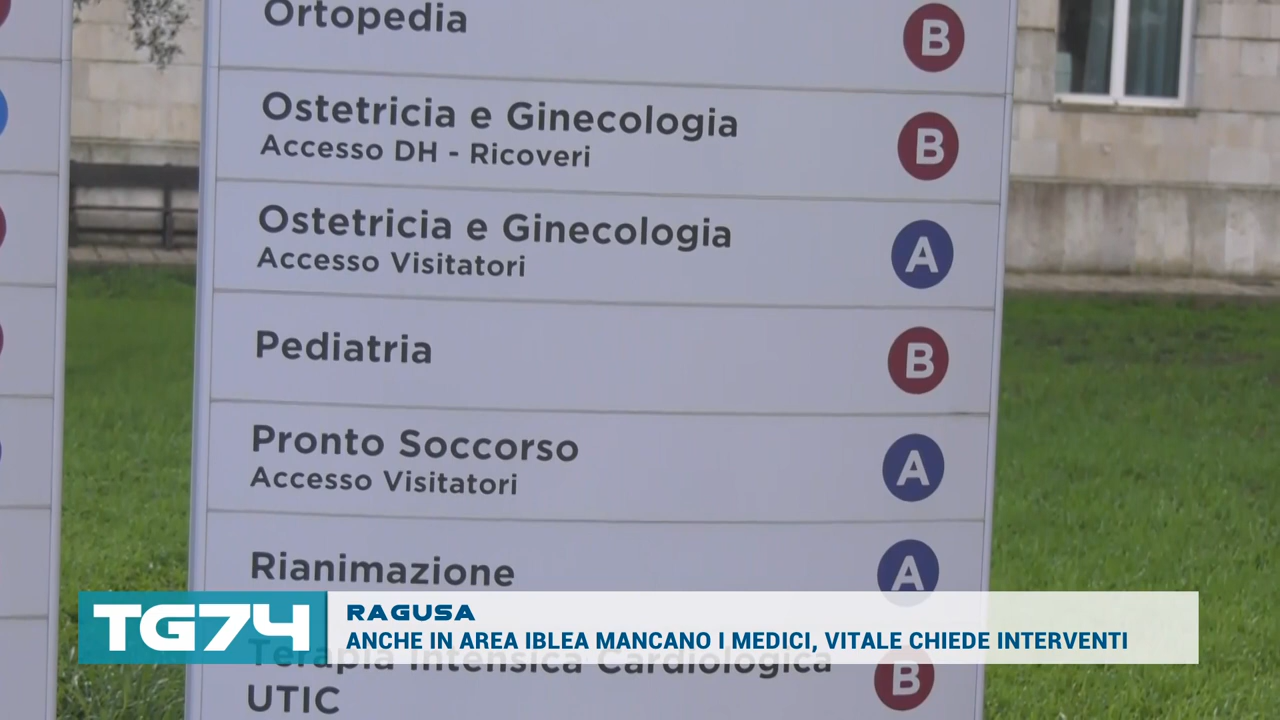 Ortopedia
B
Ostetricia e Ginecologia
Accesso DH - Ricoveri
B
Ostetricia e Ginecologia
Accesso Visitatori
A
Pediatria
B
Pronto Soccorso
Accesso Visitatori
A
Rianimazione
A
Terapia Intensica Cardiologica
UTIC
B
TG74
RAGUSA
ANCHE IN AREA IBLEA MANCANO I MEDICI, VITALE CHIEDE INTERVENTI